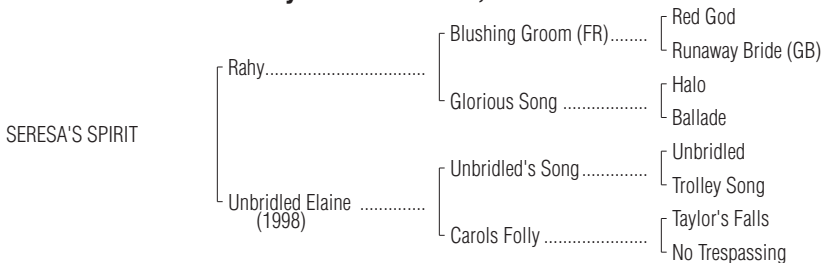 Red God
Blushing Groom (FR)........
Runaway Bride (GB)
Rahy..................................
Halo
Glorious Song ..................
Ballade
SERESA'S SPIRIT
Unbridled
Unbridled's Song..............
Trolley Song
Unbridled Elaine ..............
(1998)
Taylor's Falls
Carols Folly ......................
No Trespassing